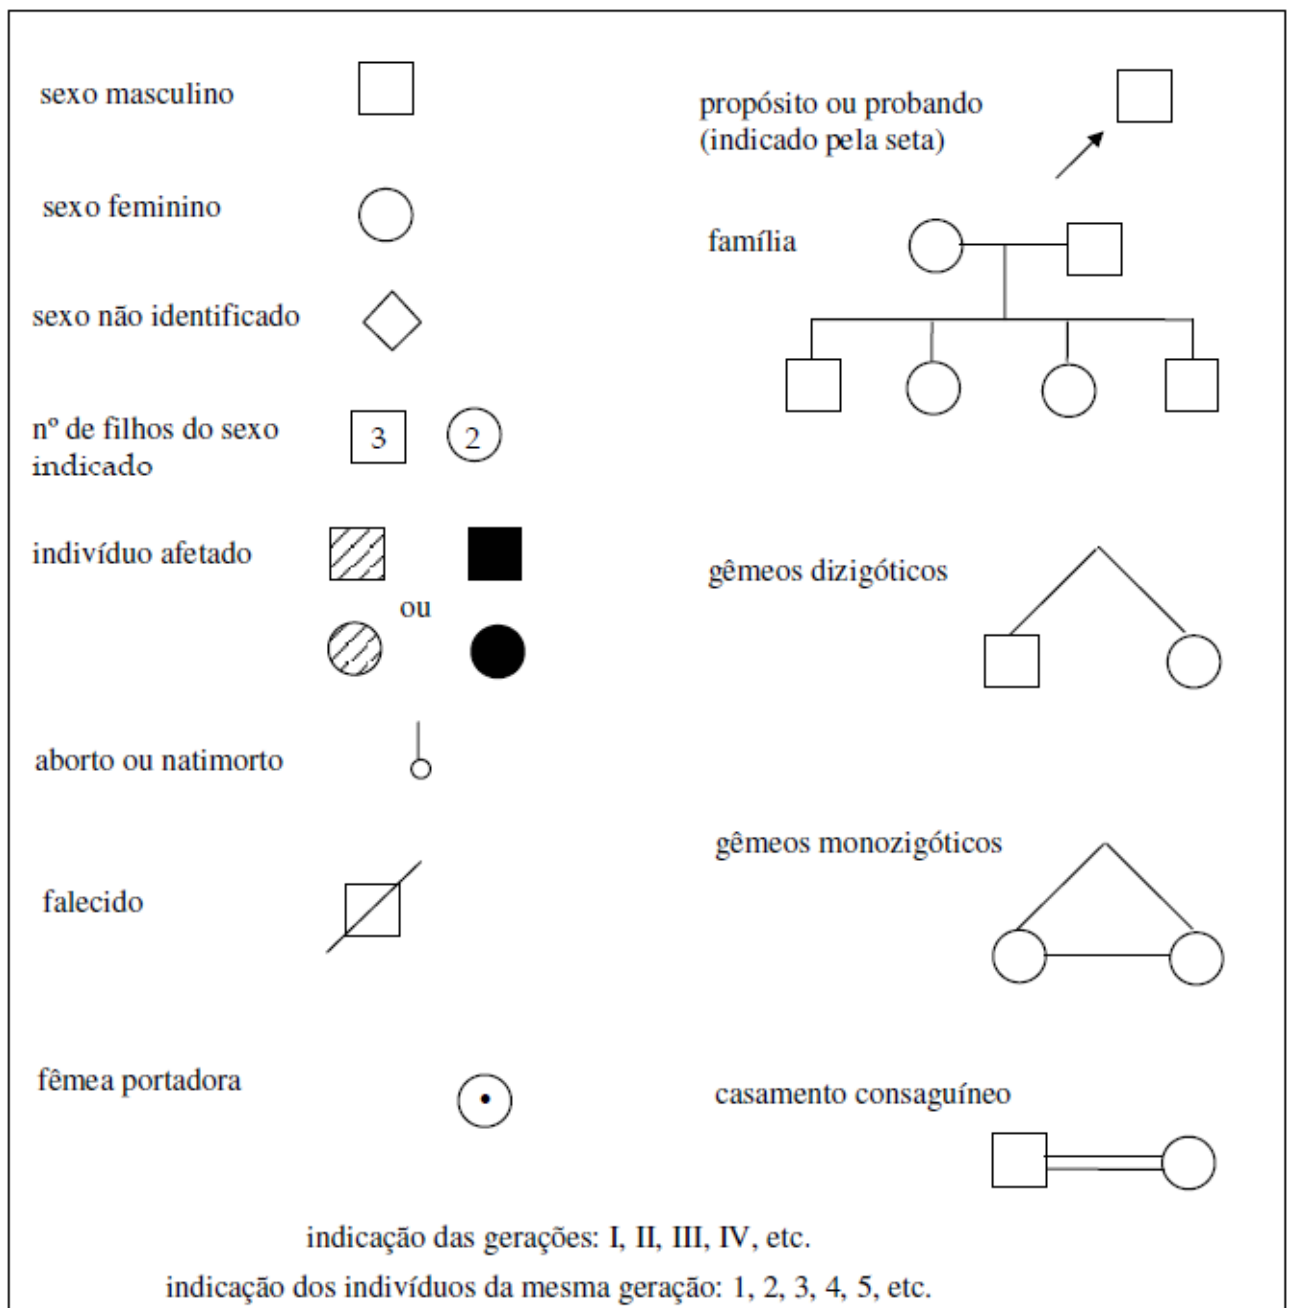 sexo masculino
sexo feminino
sexo não identificado
nº de filhos do sexo
indicado
3
2
indivíduo afetado
ou
aborto ou natimorto
falecido
fêmea portadora
propósito ou probando
(indicado pela seta)
família
gêmeos dizigóticos
gêmeos monozigóticos
casamento consaguíneo
indicação das gerações: I, II, III, IV, etc.
indicação dos indivíduos da mesma geração: 1, 2, 3, 4, 5, etc.